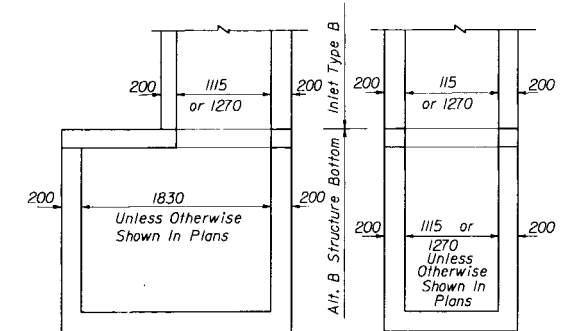 200 1115 200
or 1270
Inlet Type B
200 115 200
or 1270
200 1830 200
Unless Otherwise
Shown In Plans
Alt. B Structure Bottom
200 1115 or 200
1270
Unless
Otherwise
Shown In
Plans